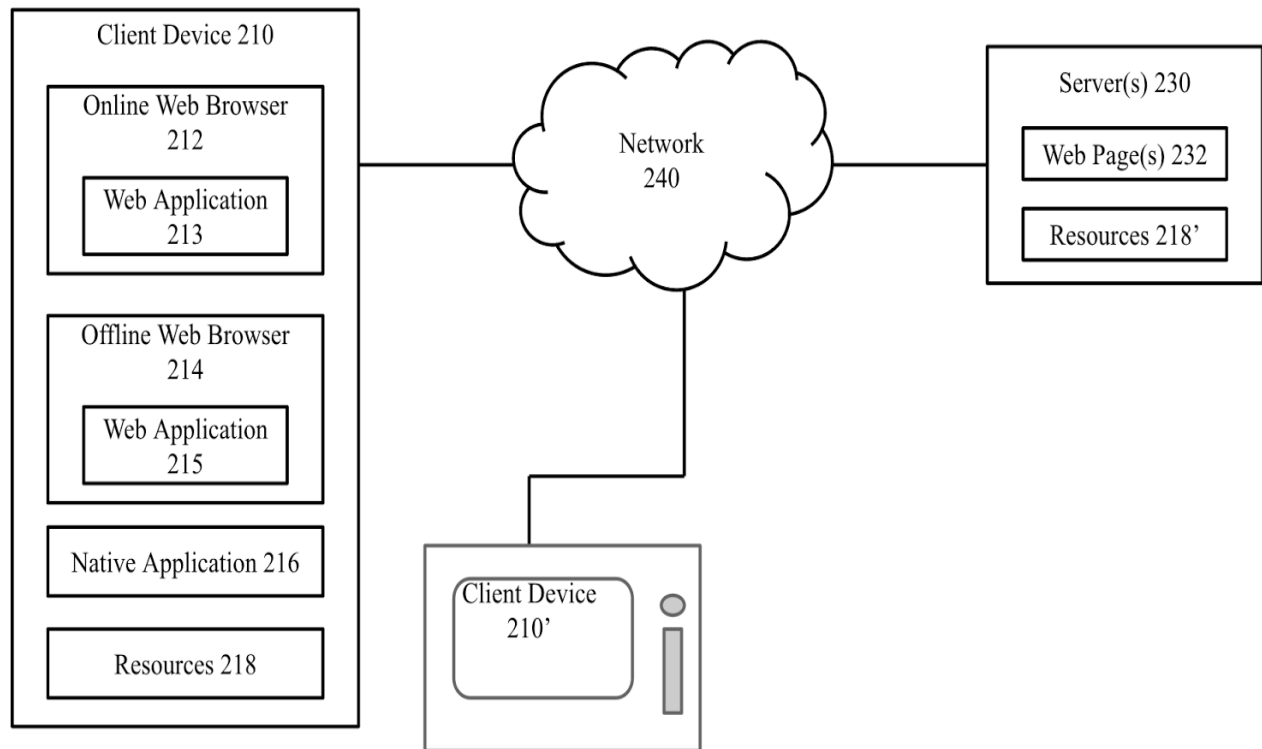 Client Device 210
Online Web Browser
212
Web Application
213
Offline Web Browser
214
Web Application
215
Native Application 216
Resources 218
Network
240
Client Device
210’
Server(s) 230
Web Page(s) 232
Resources 218’